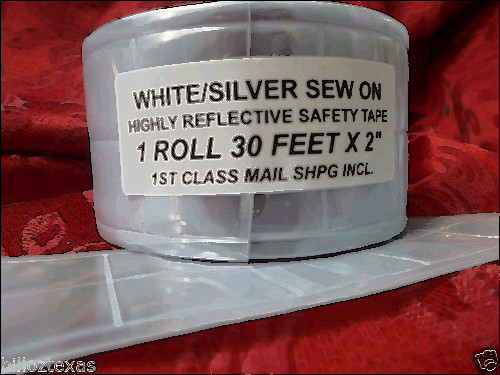 WHITE/SILVER SEW ON
HIGHLY REFLECTIVE SAFETY TAPE
1 ROLL 30 FEET X 2"
1ST CLASS MAIL SHPG INCL.
billoztexas